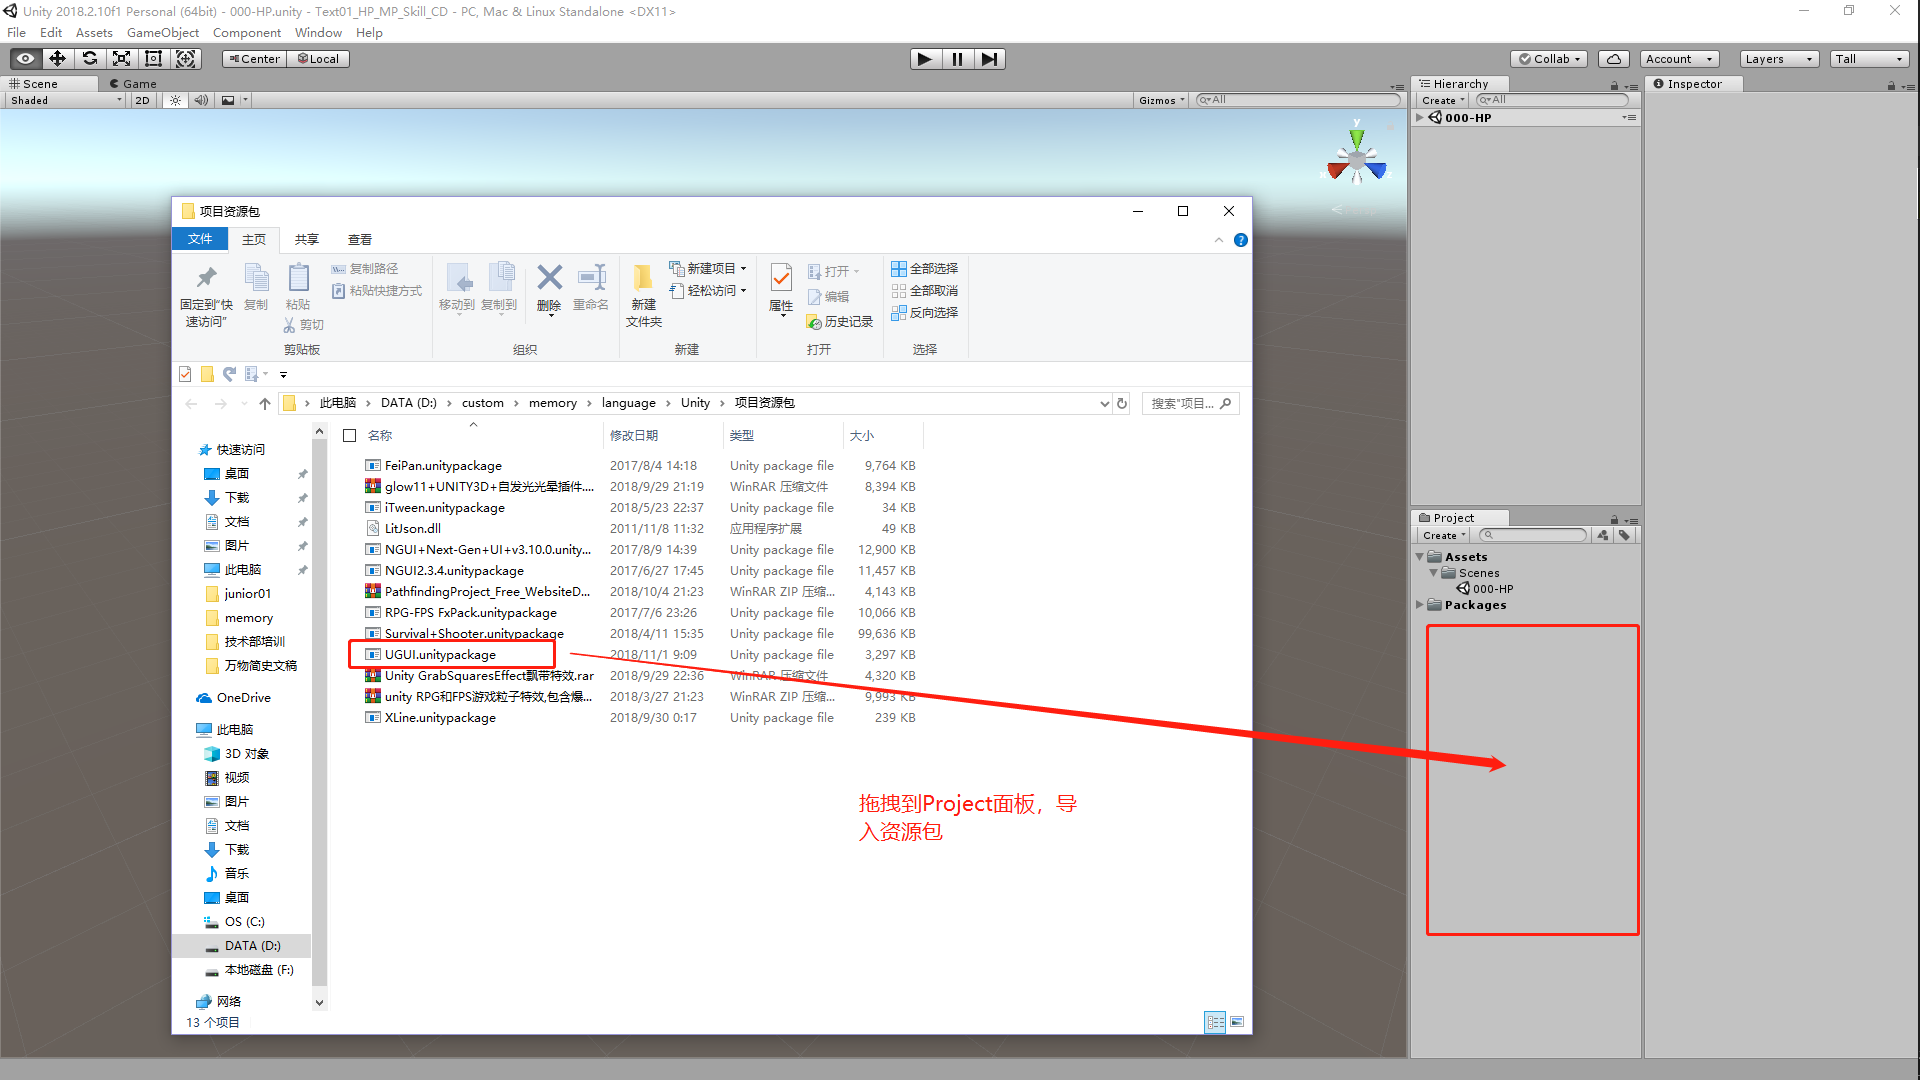 Unity 2018.2.10f1 Personal (64bit) - 000-HP.unity - Text01_HP_MP_Skill_CD - PC, Mac & Linux Standalone <DX11>
File Edit Assets GameObject Component Window Help
Center Local Collab Account Layers Tall
Scene Game
Shaded 2D Gizmos All
Hierarchy
Create All
000-HP
Inspector
y
项目资源包
文件 主页 共享 查看
固定到"快速访问" 复制 粘贴 复制路径 粘贴快捷方式 剪切
剪贴板
移动到 复制到 删除 重命名
组织
新建文件夹 新建项目 轻松访问
新建
属性 打开 编辑 历史记录
打开
全部选择 全部取消 反向选择
选择
此电脑 DATA (D:) custom memory language Unity 项目资源包
搜索"项目...
快速访问
桌面
下载
文档
图片
此电脑
junior01
memory
技术部培训
万物简史文稿
OneDrive
此电脑
3D 对象
视频
图片
文档
下载
音乐
桌面
OS (C:)
DATA (D:)
本地磁盘 (F:)
网络
13 个项目
名称 修改日期 类型 大小
FeiPan.unitypackage 2017/8/4 14:18 Unity package file 9,764 KB
glow11+UNITY3D+自发光光晕插件.... 2018/9/29 21:19 WinRAR 压缩文件 8,394 KB
iTween.unitypackage 2018/5/23 22:37 Unity package file 34 KB
LitJson.dll 2011/11/8 11:32 应用程序扩展 49 KB
NGUI+Next-Gen+UI+v3.10.0.unity... 2017/8/9 14:39 Unity package file 12,900 KB
NGUI2.3.4.unitypackage 2017/6/27 17:45 Unity package file 11,457 KB
PathfindingProject_Free_WebsiteD... 2018/10/4 21:23 WinRAR ZIP 压缩... 4,143 KB
RPG-FPS FxPack.unitypackage 2017/7/6 23:26 Unity package file 10,066 KB
Survival+Shooter.unitypackage 2018/4/11 15:35 Unity package file 99,636 KB
UGUI.unitypackage 2018/11/1 9:09 Unity package file 3,297 KB
Unity GrabSquaresEffect飘带特效.rar 2018/9/29 22:36 WinRAR 压缩文件 4,320 KB
unity RPG和FPS游戏粒子特效,包含爆... 2018/3/27 21:23 WinRAR ZIP 压缩... 9,993 KB
XLine.unitypackage 2018/9/30 0:17 Unity package file 239 KB
拖拽到Project面板，导
入资源包
Project
Create
Assets
Scenes
000-HP
Packages